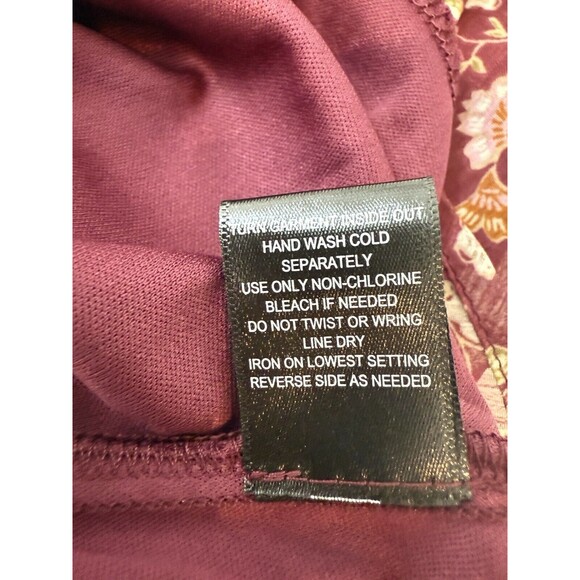 TURN GARMENT INSIDE OUT
HAND WASH COLD
SEPARATELY
USE ONLY NON-CHLORINE
BLEACH IF NEEDED
DO NOT TWIST OR WRING
LINE DRY
IRON ON LOWEST SETTING
REVERSE SIDE AS NEEDED